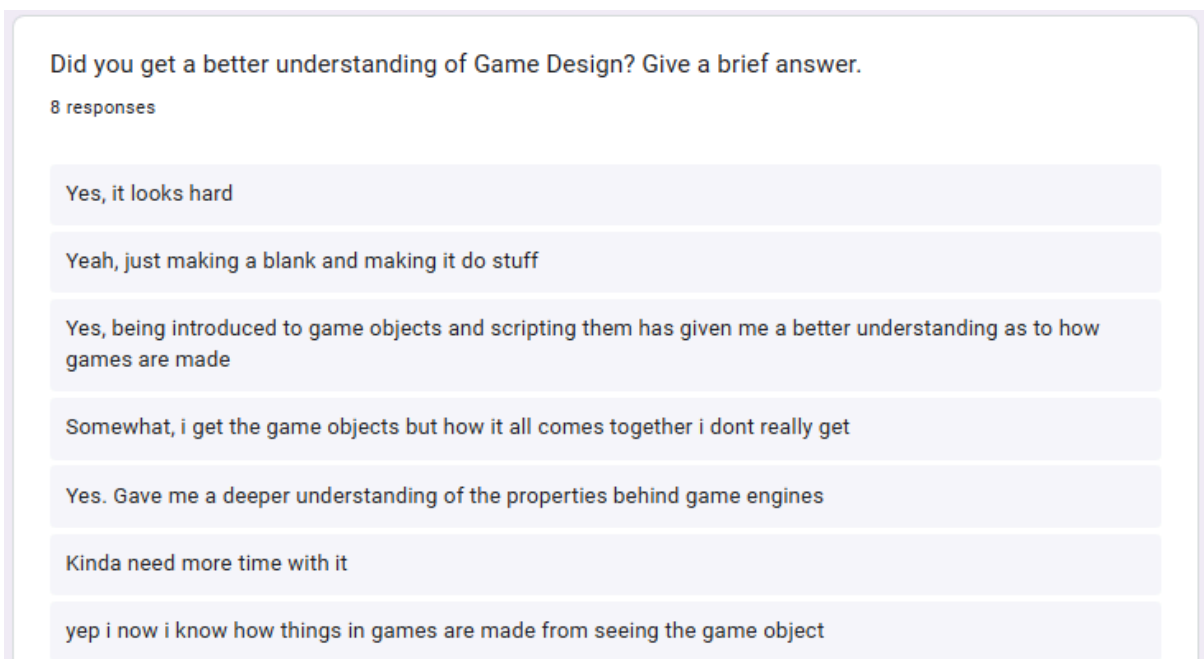 Did you get a better understanding of Game Design? Give a brief answer.
8 responses
Yes, it looks hard
Yeah, just making a blank and making it do stuff
Yes, being introduced to game objects and scripting them has given me a better understanding as to how
games are made
Somewhat, i get the game objects but how it all comes together i dont really get
Yes. Gave me a deeper understanding of the properties behind game engines
Kinda need more time with it
yep i now i know how things in games are made from seeing the game object